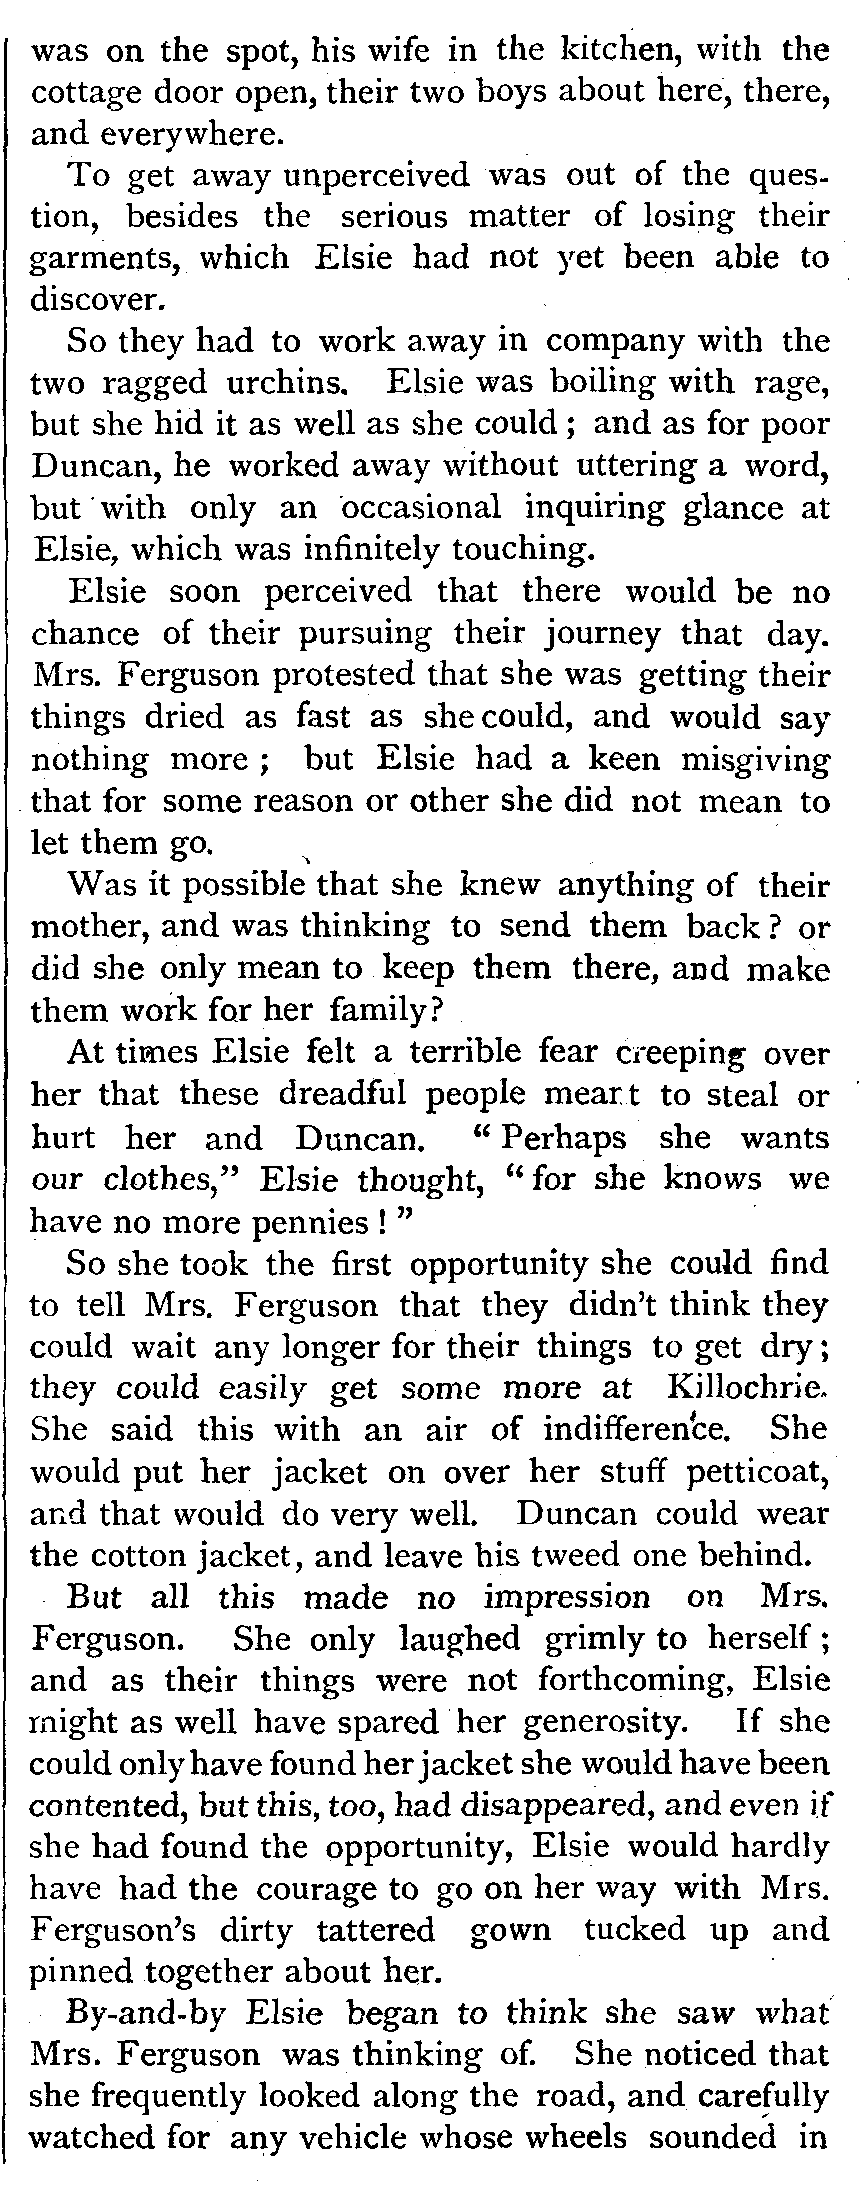 was on the spot, his wife in the kitchen, with the
cottage door open, their two boys about here, there,
and everywhere.
To get away unperceived was out of the ques-
tion, besides the serious matter of losing their
garments, which Elsie had not yet been able to
discover.
So they had to work away in company with the
two ragged urchins. Elsie was boiling with rage,
but she hid it as well as she could; and as for poor
Duncan, he worked away without uttering a word,
but with only an occasional inquiring glance at
Elsie, which was infinitely touching.
Elsie soon perceived that there would be no
chance of their pursuing their journey that day.
Mrs. Ferguson protested that she was getting their
things dried as fast as she could, and would say
nothing more; but Elsie had a keen misgiving
that for some reason or other she did not mean to
let them go.
Was it possible that she knew anything of their
mother, and was thinking to send them back? or
did she only mean to keep them there, and make
them work for her family?
At times Elsie felt a terrible fear creeping over
her that these dreadful people meant to steal or
hurt her and Duncan. "Perhaps she wants
our clothes," Elsie thought, "for she knows we
have no more pennies!"
So she took the first opportunity she could find
to tell Mrs. Ferguson that they didn't think they
could wait any longer for their things to get dry;
they could easily get some more at Killochrie.
She said this with an air of indifference. She
would put her jacket on over her stuff petticoat,
and that would do very well. Duncan could wear
the cotton jacket, and leave his tweed one behind.
But all this made no impression on Mrs.
Ferguson. She only laughed grimly to herself;
and as their things were not forthcoming, Elsie
might as well have spared her generosity. If she
could only have found her jacket she would have been
contented, but this, too, had disappeared, and even if
she had found the opportunity, Elsie would hardly
have had the courage to go on her way with Mrs.
Ferguson's dirty tattered gown tucked up and
pinned together about her.
By-and-by Elsie began to think she saw what
Mrs. Ferguson was thinking of. She noticed that
she frequently looked along the road, and carefully
watched for any vehicle whose wheels sounded in